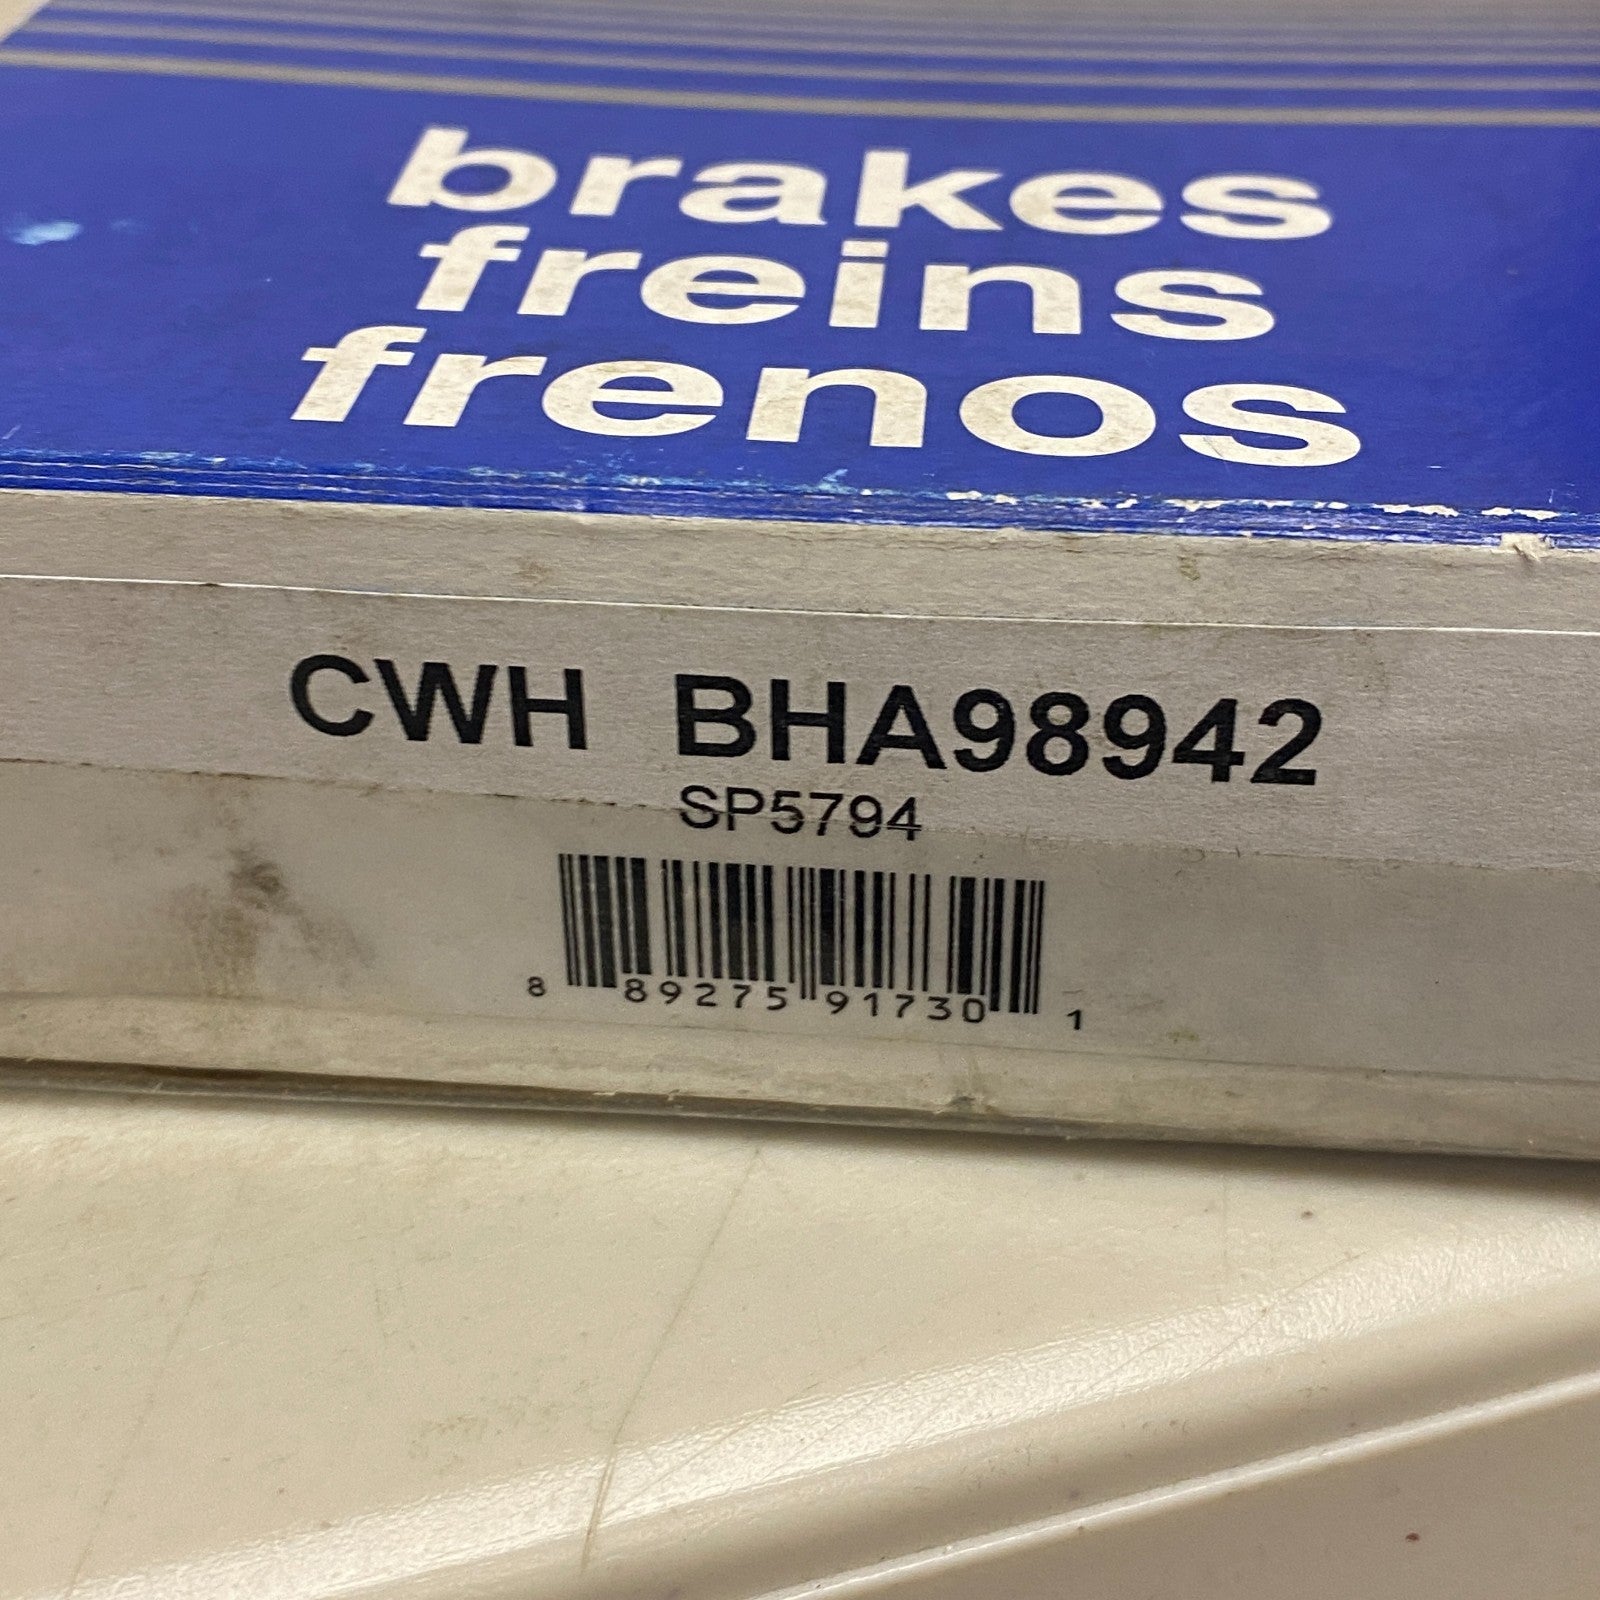 brakes
freins
frenos
CWH BHA98942
SP5794
8 89275 91730 1